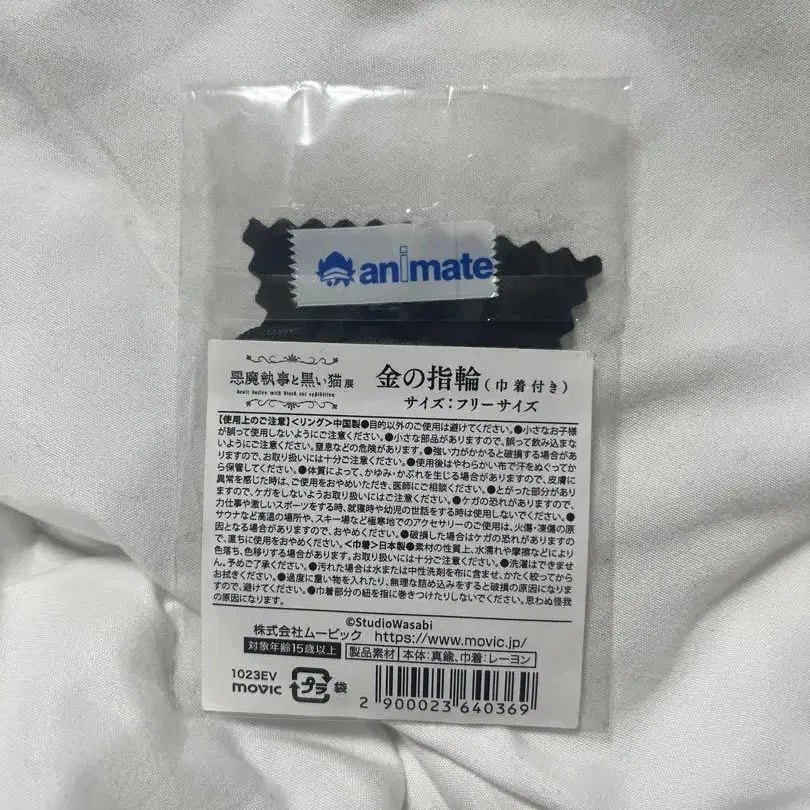 animate
悪魔執事と黒い猫展
Devil Butler with Black cat exhibition
金の指輪(巾着付き)
サイズ:フリーサイズ
【使用上のご注意】<リング>中国製●目的以外のご使用は避けてください。●小さなお子様
が誤って使用しないようにご注意ください。●小さな部品がありますので、誤って飲み込まな
いようにご注意ください。窒息などの危険があります。●強い力がかかると破損する場合があ
りますので、お取り扱いには十分ご注意ください。●使用後はやわらかい布で汗をぬぐってか
ら保管してください。●体質によって、かゆみ・かぶれを生じる場合がありますので、皮膚に
異常を感じた時は、ご使用をおやめいただき、医師にご相談ください。●とがった部分があり
ますので、ケガをしないようお取り扱いにはご注意ください。●ケガの恐れがありますので、
力仕事や激しいスポーツをする時、就寝時や幼児の世話をする時は使用しないでください。●
サウナなど高温の場所や、スキー場など極寒地でのアクセサリーのご使用は、火傷・凍傷の原
因となる場合がありますので、おやめください。●破損した場合はケガの恐れがありますの
で、直ちに使用をおやめください。<巾着>日本製●素材の性質上、水濡れや摩擦などにより
色落ち、色移りする場合があります。お取り扱いには十分ご注意ください。●洗濯はできませ
ん。予めご了承ください。●汚れた場合は水または中性洗剤を布に含ませ、かたく絞ってから
お拭きください。●過度に重い物を入れたり、無理な詰め込みをすると破損の原因になります
ので、避けてください。●巾着部分の紐を指に巻きつけたりしないでください。思わぬ怪我
の原因になります。
©StudioWasabi
株式会社ムービック https://www.movic.jp/
対象年齢15歳以上 製品素材 本体:真鍮、巾着:レーヨン
1023EV
movic プラ 袋
2 900023 640369